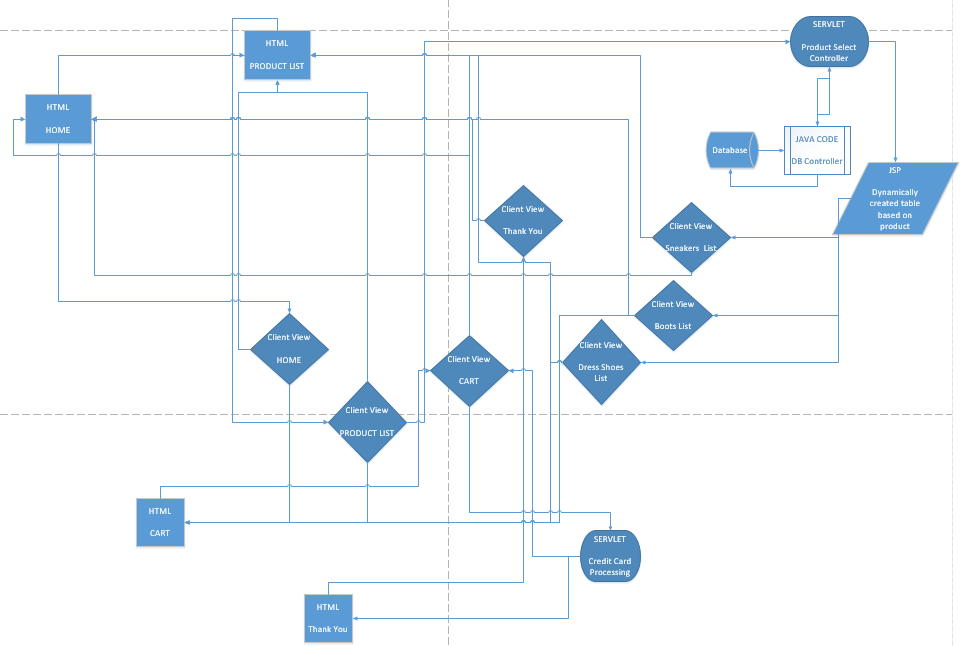 SERVLET
Product Select
Controller
HTML
PRODUCT LIST
HTML
HOME
JAVA CODE
DB Controller
Database
JSP
Dynamically
created table
based on
product
Client View
Thank You
Client View
Sneakers List
Client View
Boots List
Client View
HOME
Client View
Dress Shoes
List
Client View
CART
Client View
PRODUCT LIST
HTML
CART
SERVLET
Credit Card
Processing
HTML
Thank You